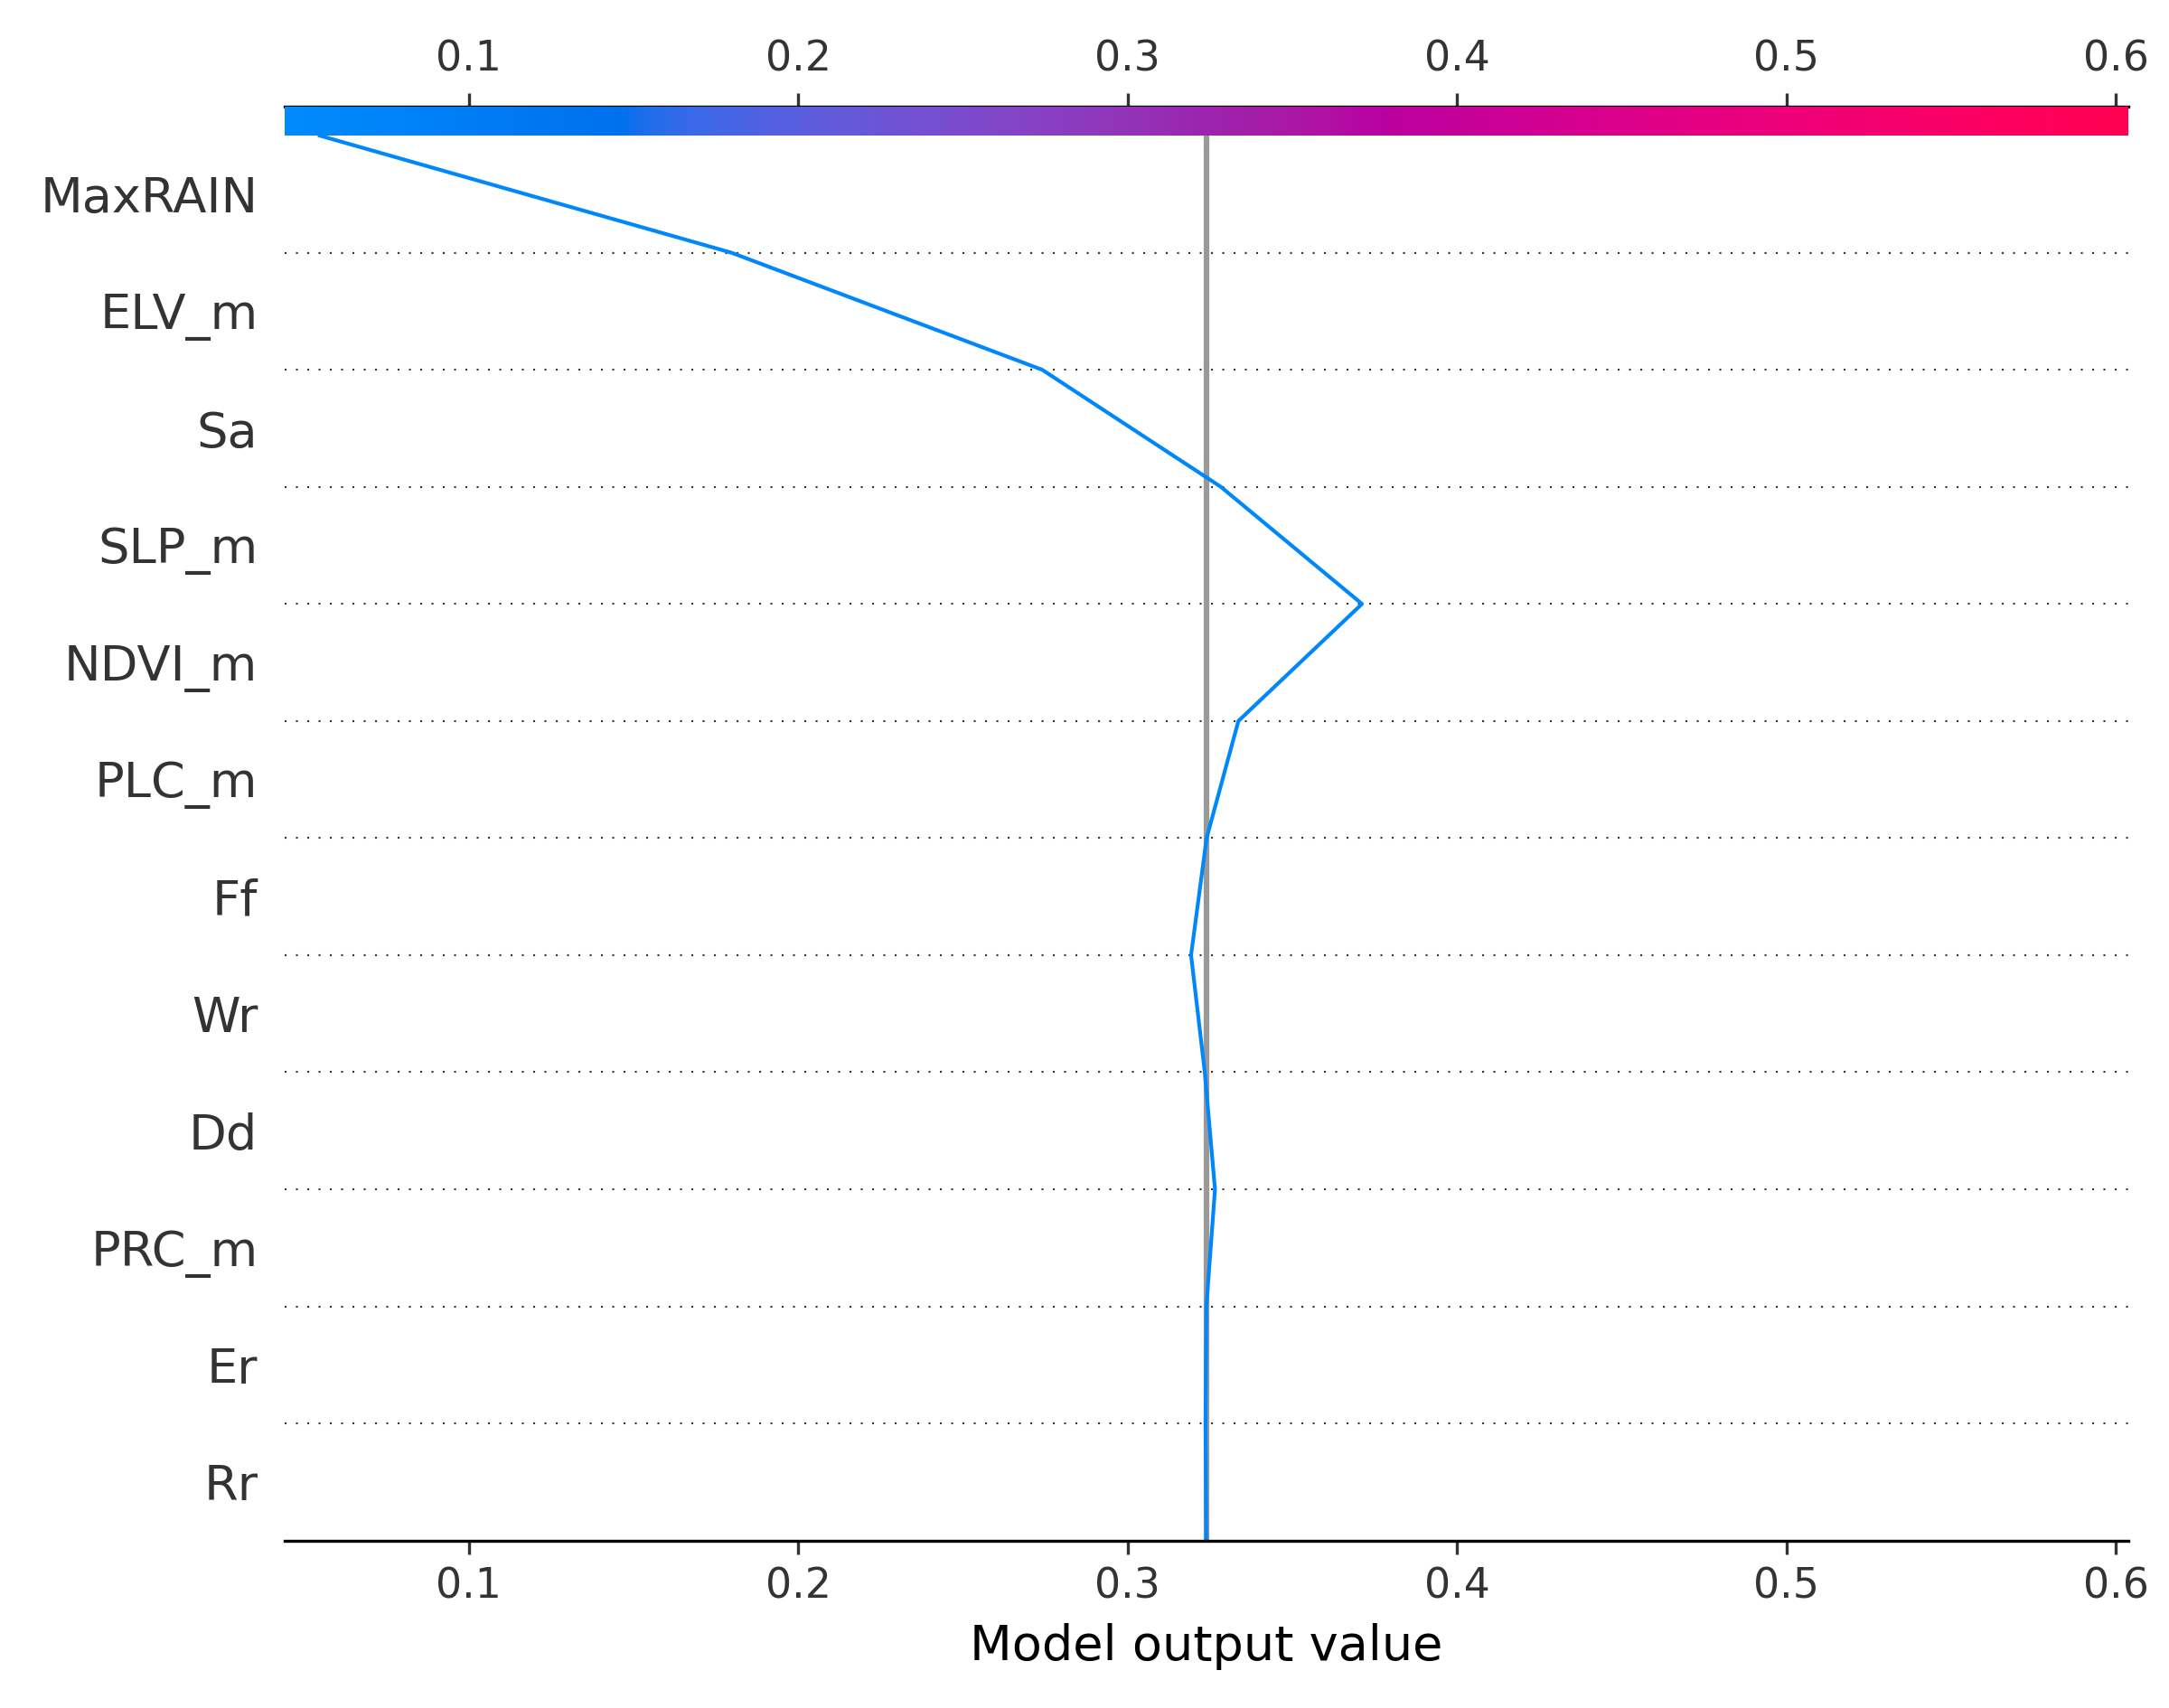 0.1 0.2 0.3 0.4 0.5 0.6
MaxRAIN
ELV_m
Sa
SLP_m
NDVI_m
PLC_m
Ff
Wr
Dd
PRC_m
Er
Rr
0.1 0.2 0.3 0.4 0.5 0.6
Model output value